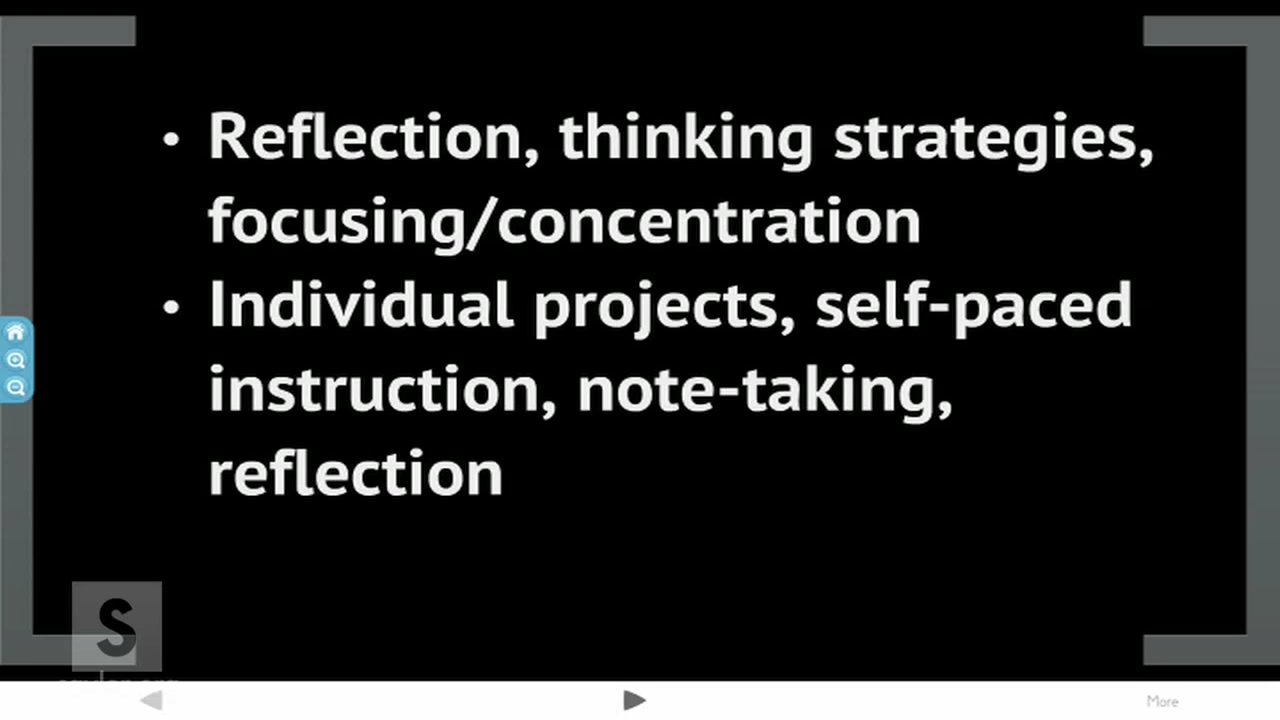 • Reflection, thinking strategies,
focusing/concentration
• Individual projects, self-paced
instruction, note-taking,
reflection
S
More